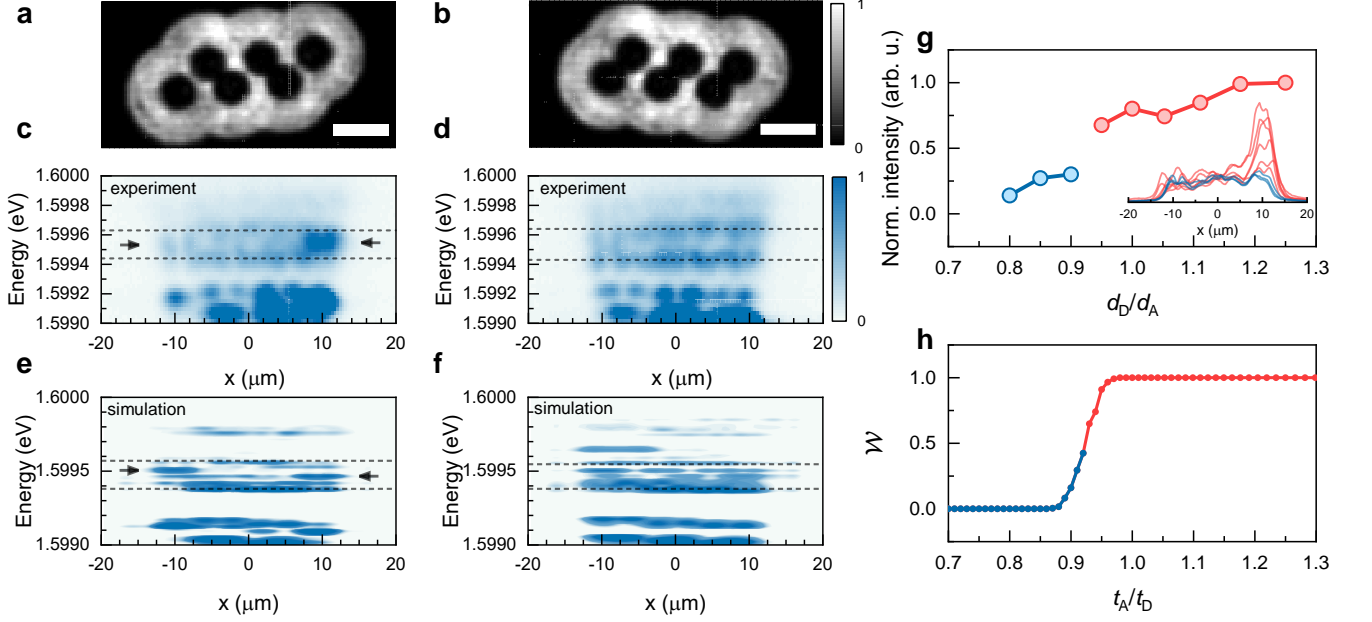 a
b
1
0
c
experiment
Energy (eV)
1.6000
1.5998
1.5996
1.5994
1.5992
1.5990
-20
-10
0
10
20
x (μm)
d
experiment
Energy (eV)
1.6000
1.5998
1.5996
1.5994
1.5992
1.5990
-20
-10
0
10
20
x (μm)
1
0
e
simulation
Energy (eV)
1.6000
1.5995
1.5990
-20
-10
0
10
20
x (μm)
f
simulation
Energy (eV)
1.6000
1.5995
1.5990
-20
-10
0
10
20
x (μm)
g
Norm. intensity (arb. u.)
1.0
0.5
0.0
-20 -10 0 10 20
x (μm)
0.7 0.8 0.9 1.0 1.1 1.2 1.3
d_D/d_A
h
𝒲
1.0
0.5
0.0
0.7 0.8 0.9 1.0 1.1 1.2 1.3
t_A/t_D